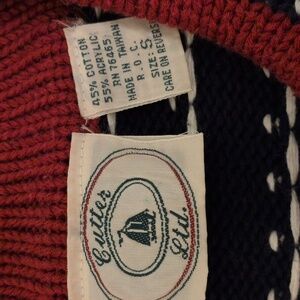 45% COTTON
55% ACRYLIC
RN 76465
MADE IN TAIWAN
R.O.C.
SIZE: S
CARE ON REVERSE
Cutter
Ltd.